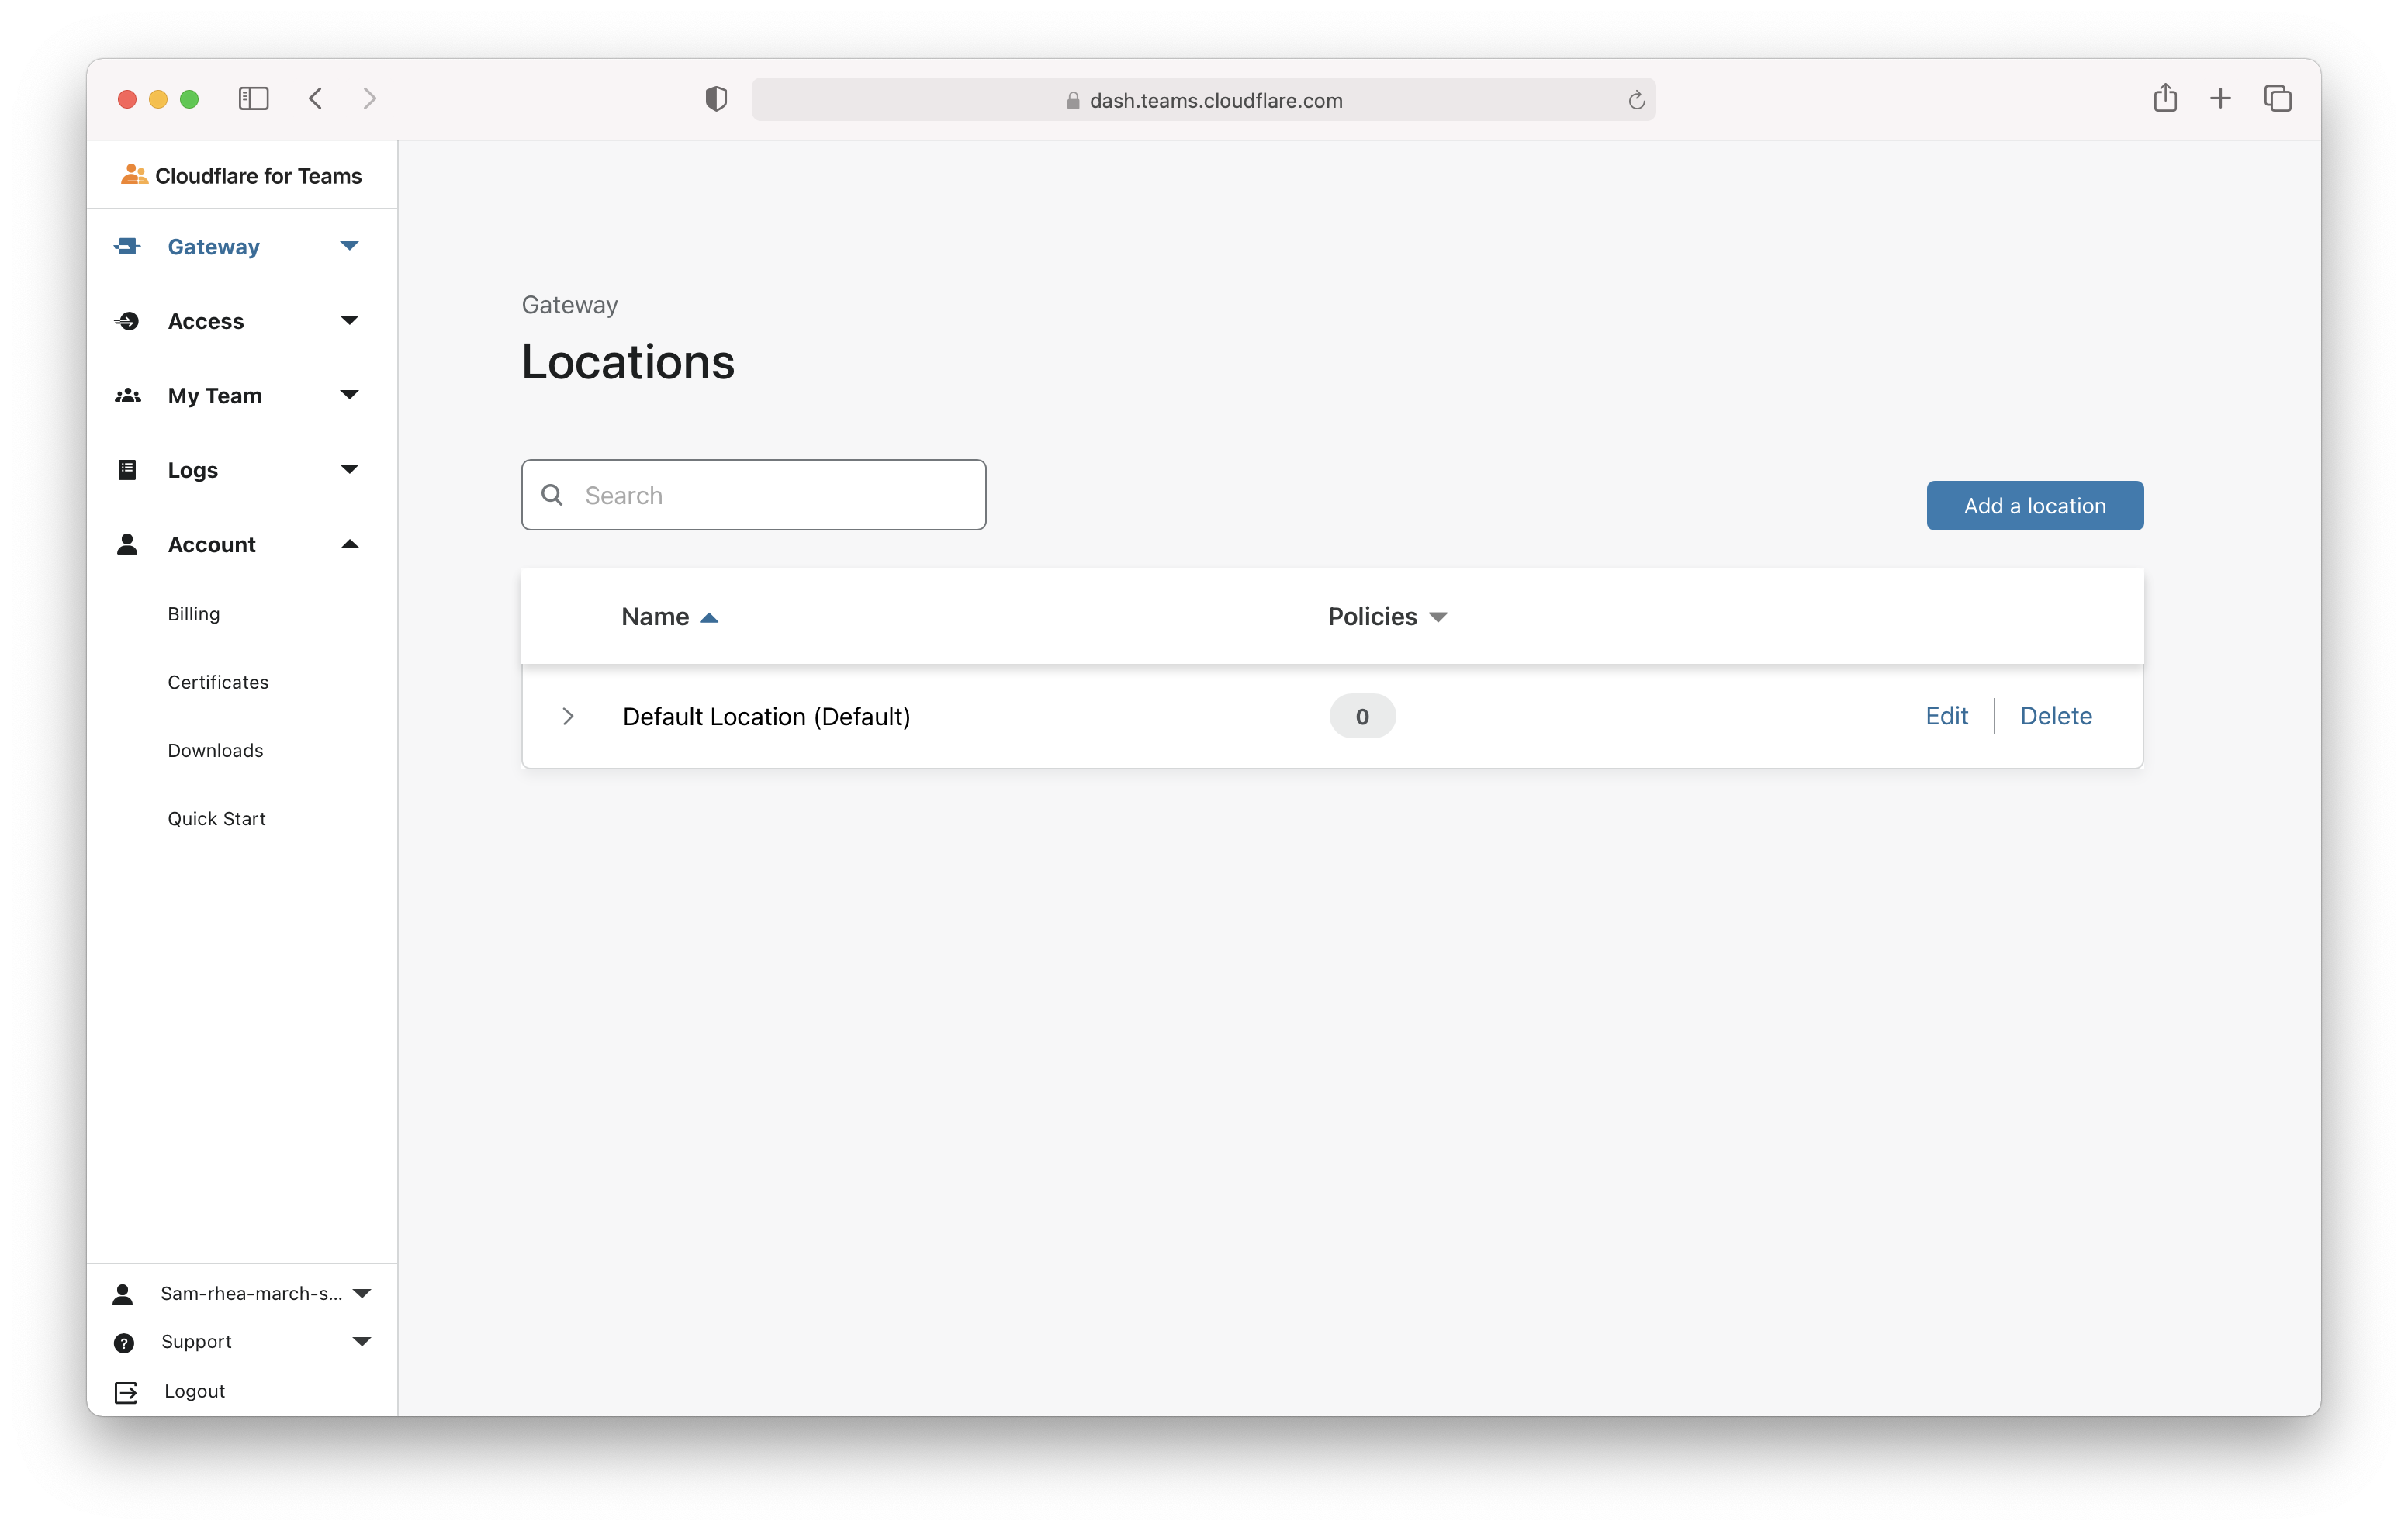 dash.teams.cloudflare.com
Cloudflare for Teams
Gateway
Access
My Team
Logs
Account
Billing
Certificates
Downloads
Quick Start
Sam-rhea-march-s...
Support
Logout
Gateway
Locations
Search
Add a location
Name Policies
Default Location (Default) 0 Edit Delete